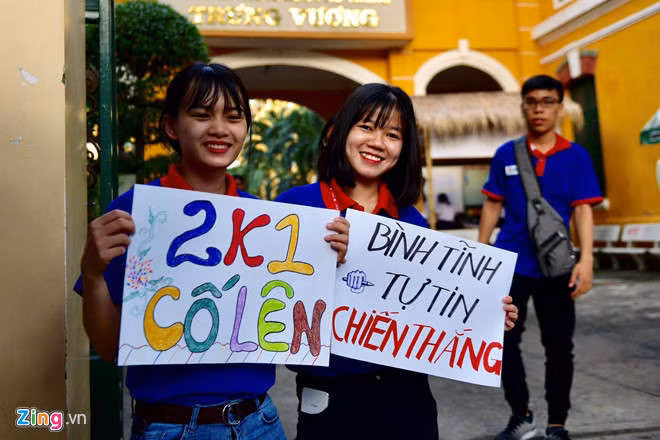 TRƯNG VƯƠNG
2K1
CỐ LÊN
BÌNH TĨNH
TỰ TIN
CHIẾN THẮNG
Zing.vn